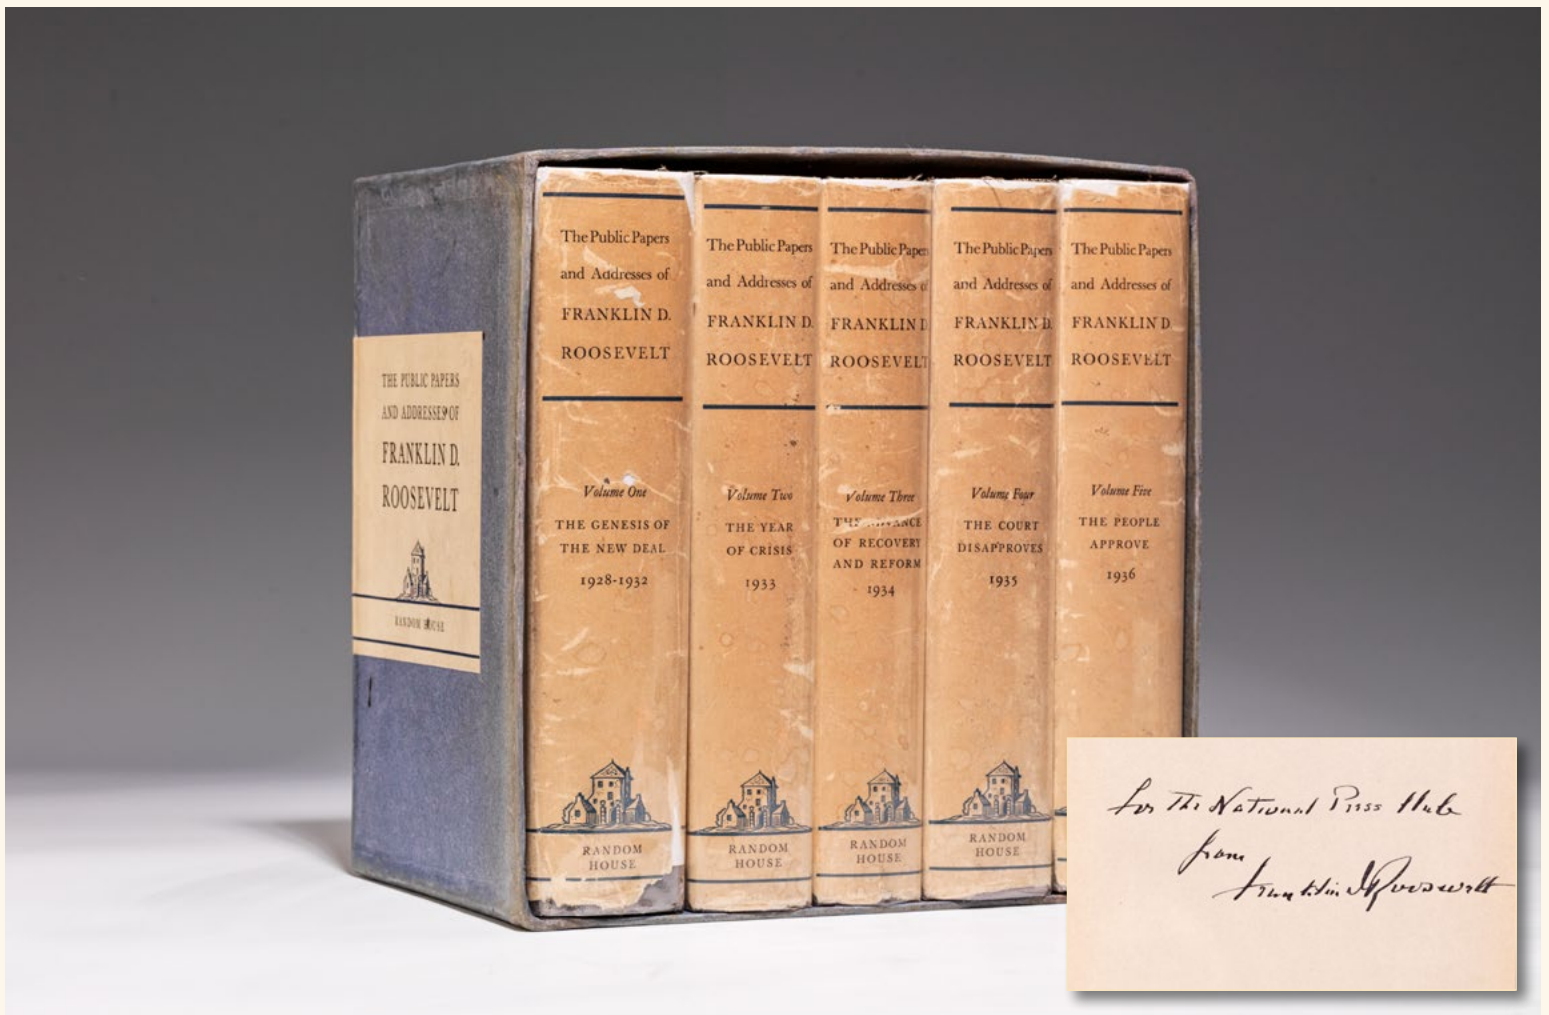 THE PUBLIC PAPERS
AND ADDRESSES OF
FRANKLIN D.
ROOSEVELT
RANDOM HOUSE
The Public Papers
and Addresses of
FRANKLIN D.
ROOSEVELT
Volume One
THE GENESIS OF
THE NEW DEAL
1928-1932
RANDOM
HOUSE
The Public Papers
and Addresses of
FRANKLIN D.
ROOSEVELT
Volume Two
THE YEAR
OF CRISIS
1933
RANDOM
HOUSE
The Public Papers
and Addresses of
FRANKLIN D.
ROOSEVELT
Volume Three
THE ADVANCE
OF RECOVERY
AND REFORM
1934
RANDOM
HOUSE
The Public Papers
and Addresses of
FRANKLIN D.
ROOSEVELT
Volume Four
THE COURT
DISAPPROVES
1935
RANDOM
HOUSE
The Public Papers
and Addresses of
FRANKLIN D.
ROOSEVELT
Volume Five
THE PEOPLE
APPROVE
1936
For The National Press Club
from
Franklin D Roosevelt